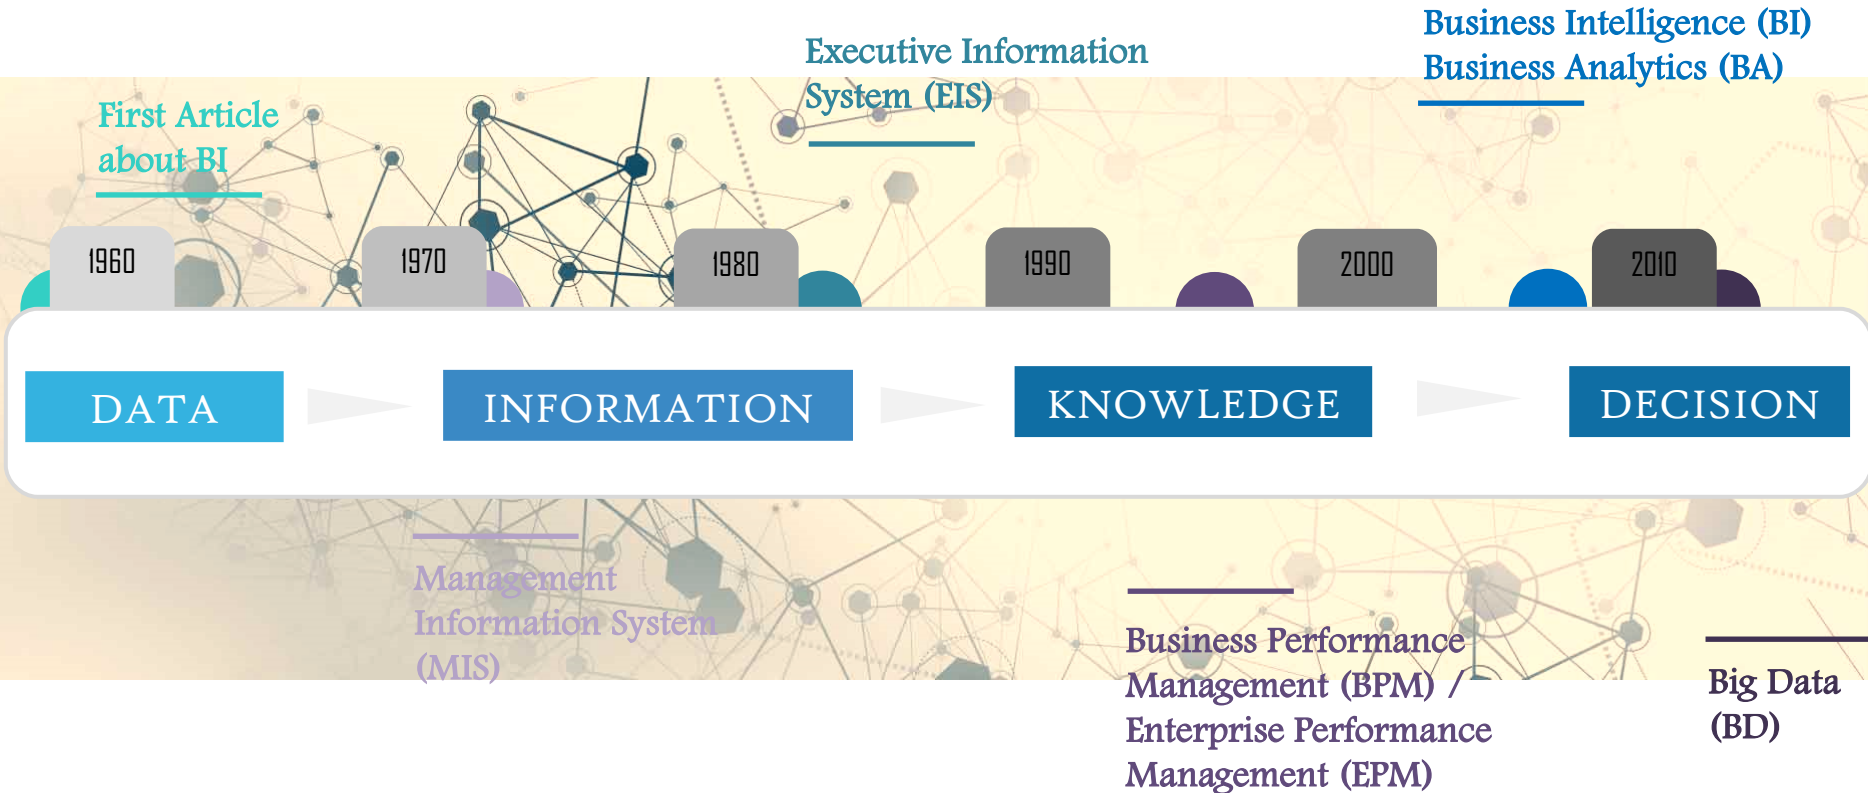 Business Intelligence (BI)
Business Analytics (BA)
Executive Information
System (EIS)
First Article
about BI
1960
1970
1980
1990
2000
2010
DATA
INFORMATION
KNOWLEDGE
DECISION
Management
Information System
(MIS)
Business Performance
Management (BPM) /
Enterprise Performance
Management (EPM)
Big Data
(BD)